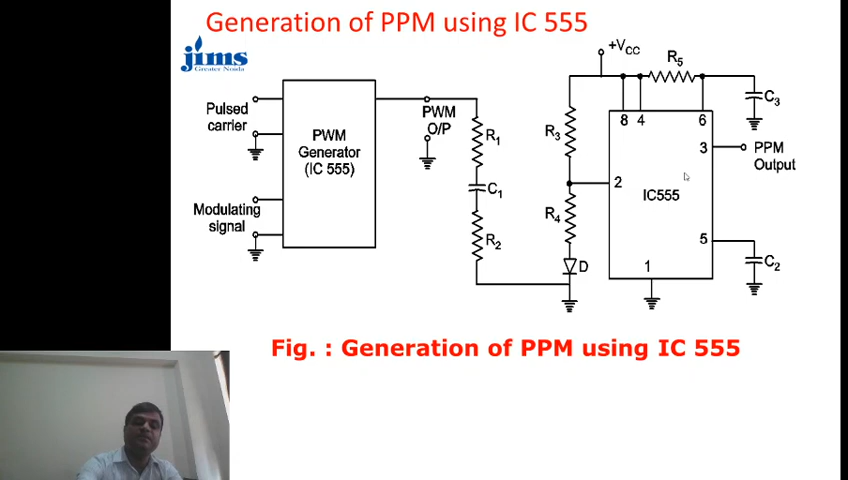 Generation of PPM using IC 555
jims
Greater Noida
+VCC
R5
C3
8 4 6
Pulsed
carrier
PWM
Generator
(IC 555)
PWM
O/P
R1
R3
3
PPM
Output
C1
2
IC555
Modulating
signal
R2
R4
D
5
C2
1
Fig. : Generation of PPM using IC 555